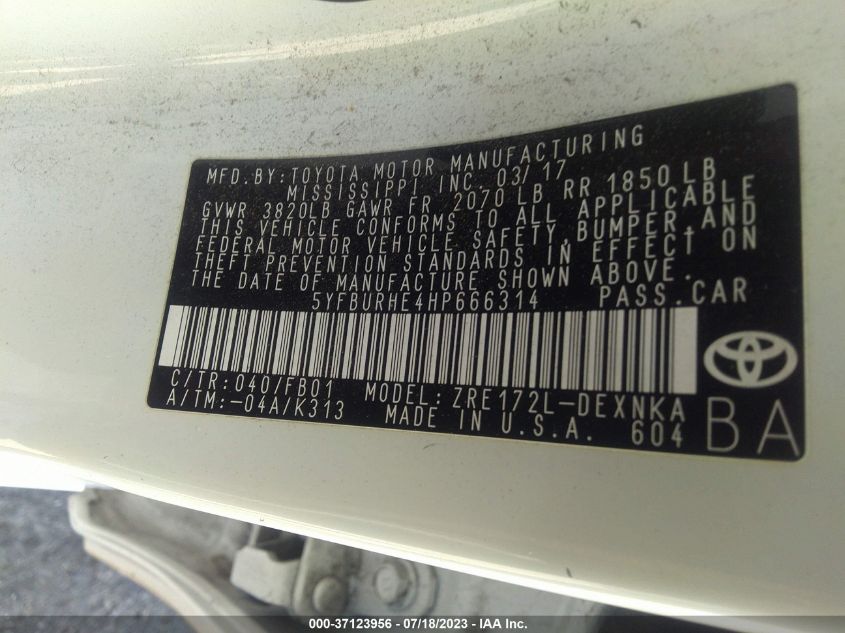 MFD.BY:TOYOTA MOTOR MANUFACTURING
MISSISSIPPI INC 03/17
GVWR 3820LB GAWR FR 2070 LB RR 1850 LB
THIS VEHICLE CONFORMS TO ALL APPLICABLE
FEDERAL MOTOR VEHICLE SAFETY,BUMPER,AND
THEFT PREVENTION STANDARDS IN EFFECT ON
THE DATE OF MANUFACTURE SHOWN ABOVE.
5YFBURHE4HP666314 PASS.CAR
C/TR:040/FB01 MODEL:ZRE172L-DEXNKA
A/TM:-04A/K313 MADE IN U.S.A. 604
BA
000-37123956 - 07/18/2023 - IAA Inc.